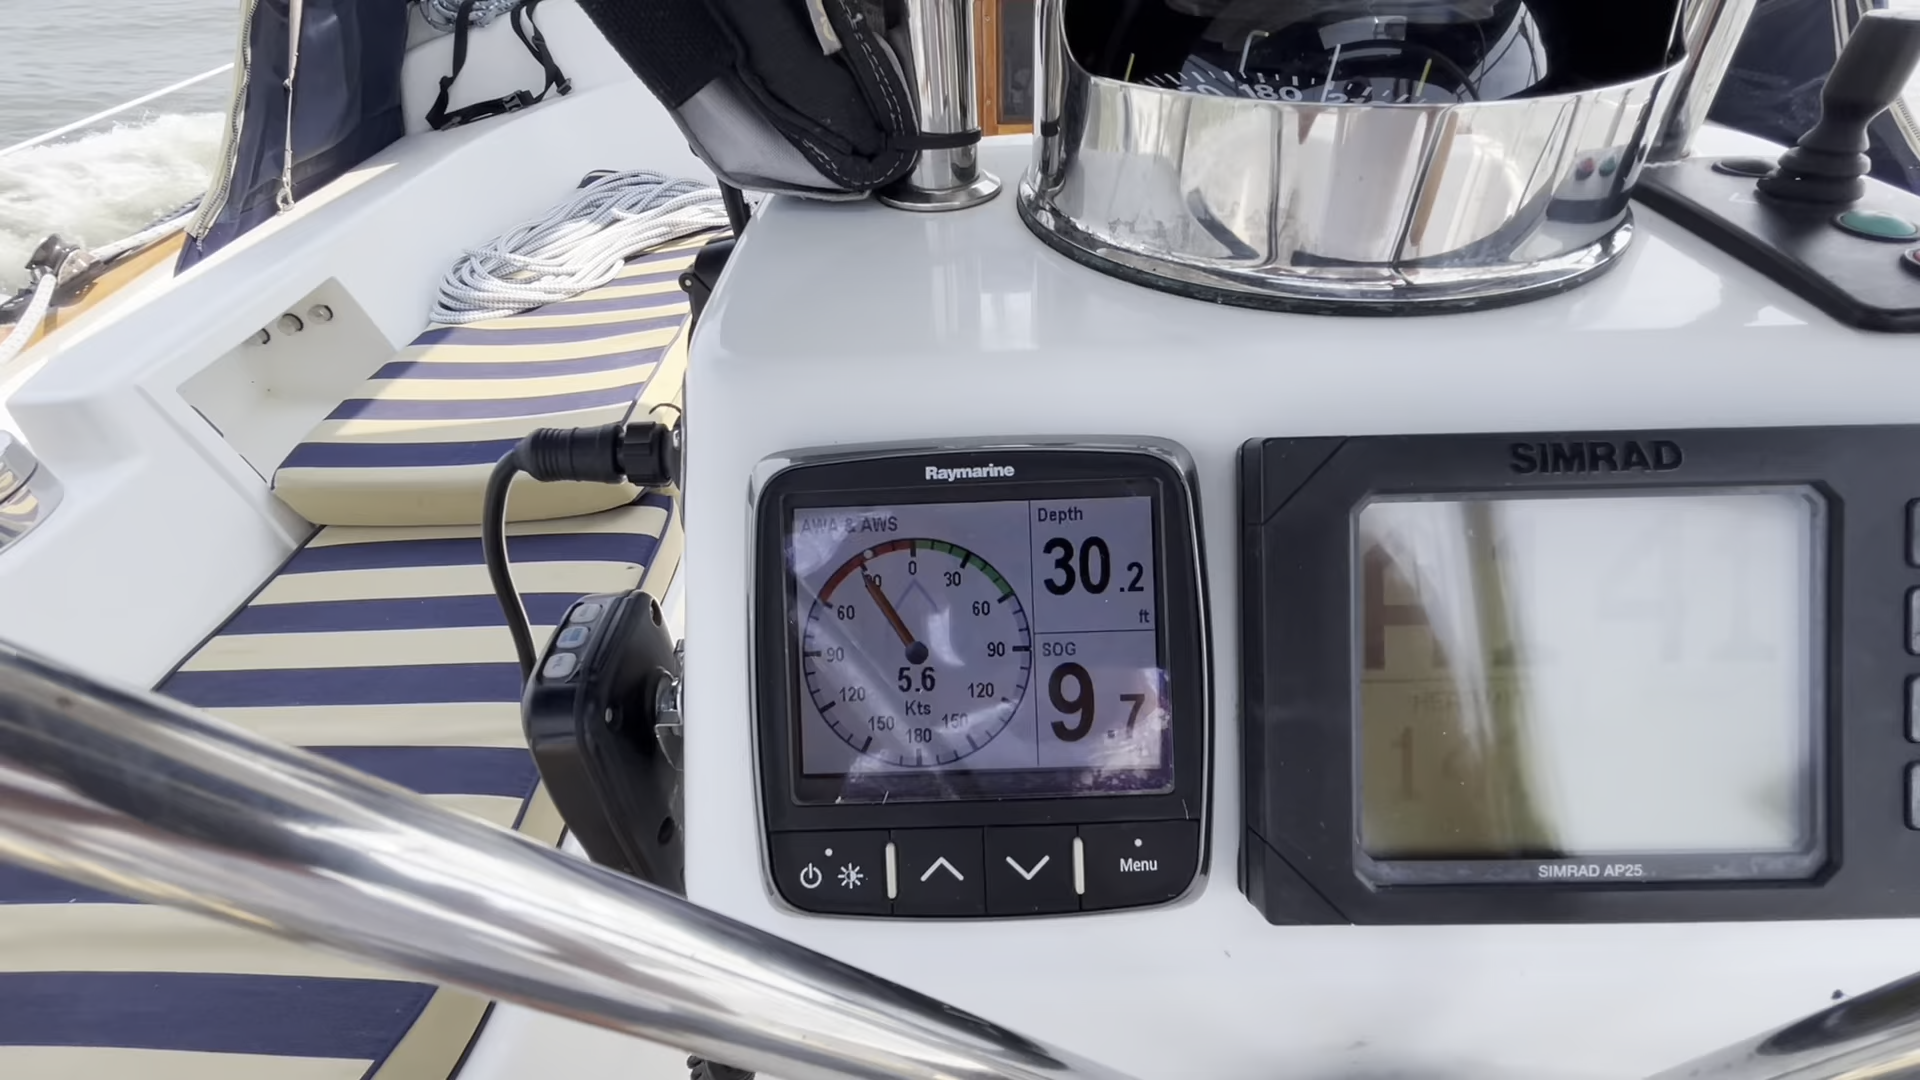 180
Raymarine
SIMRAD
AWA & AWS
Depth
30.2
ft
30 0 30
60 60
90 90
120 120
150 150
180
5.6
Kts
SOG
9.7
Menu
SIMRAD AP25